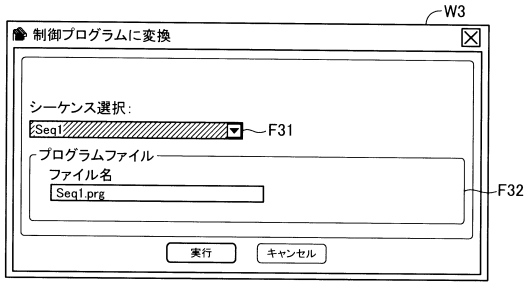 W3
制御プログラムに変換
シーケンス選択:
Seq1
F31
プログラムファイル
ファイル名
Seq1.prg
F32
実行
キャンセル